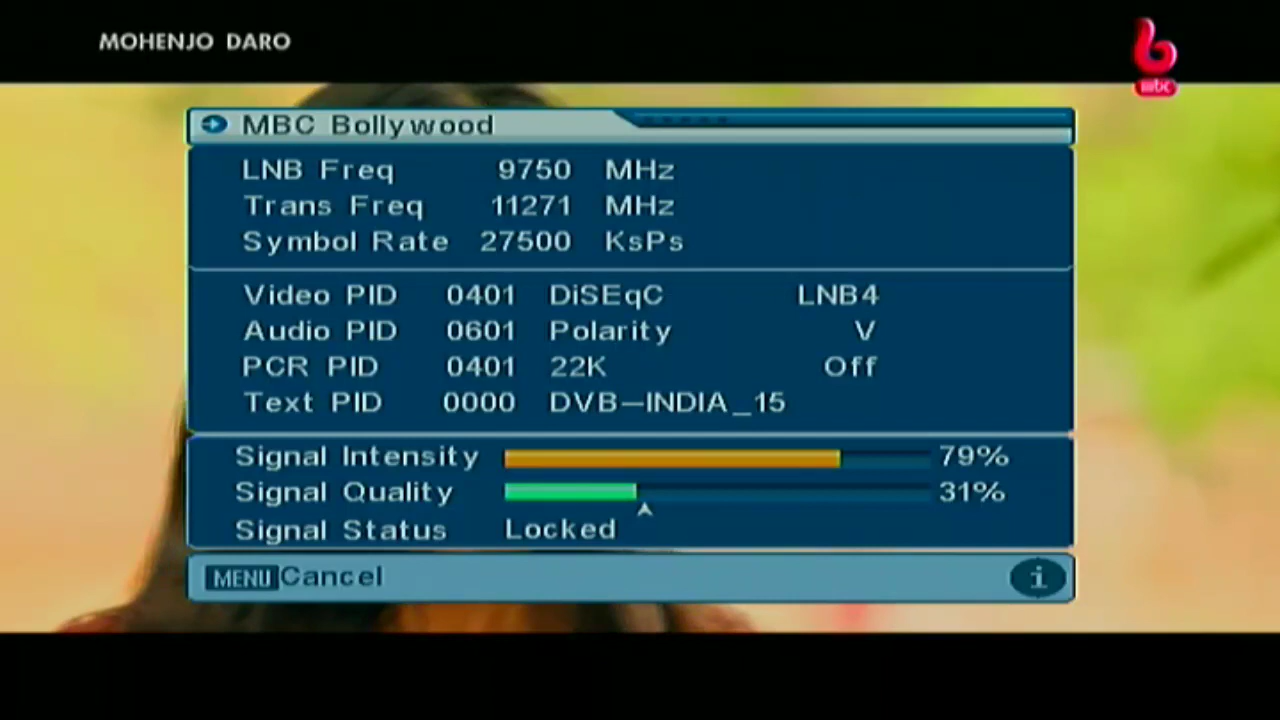 MOHENJO DARO
mbc
MBC Bollywood
LNB Freq 9750 MHz
Trans Freq 11271 MHz
Symbol Rate 27500 KsPs
Video PID 0401 DiSEqC LNB4
Audio PID 0601 Polarity V
PCR PID 0401 22K Off
Text PID 0000 DVB-INDIA_15
Signal Intensity 79%
Signal Quality 31%
Signal Status Locked
MENU Cancel i